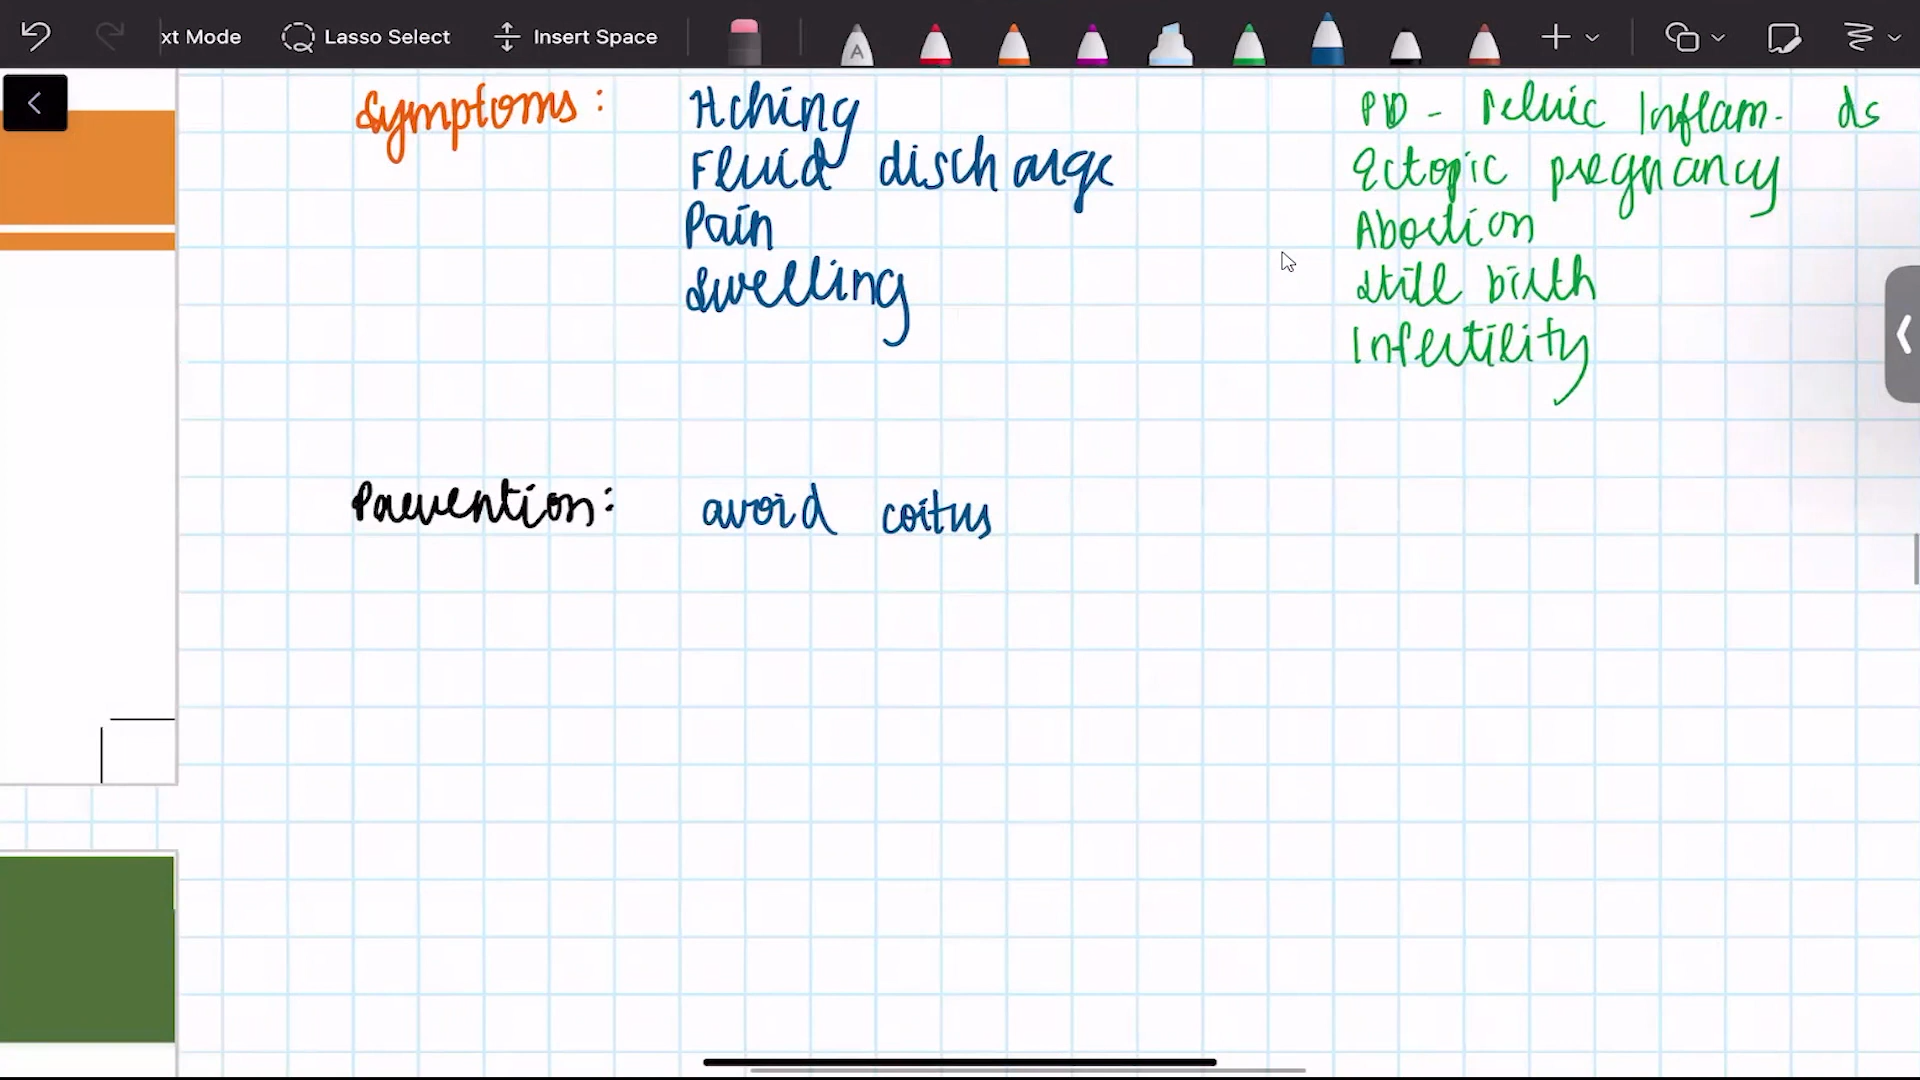 xt Mode Lasso Select Insert Space
A
Symptoms : Itching
Fluid discharge
Pain
Swelling
PID - Pelvic Inflam. ds
Ectopic pregnancy
Abortion
Still birth
Infertility
Prevention: avoid coitus